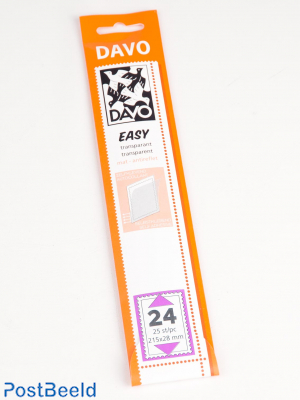 DAVO
DAVO
EASY
transparant
transparent
24
25 st/pc
215x28 mm
PostBeeld